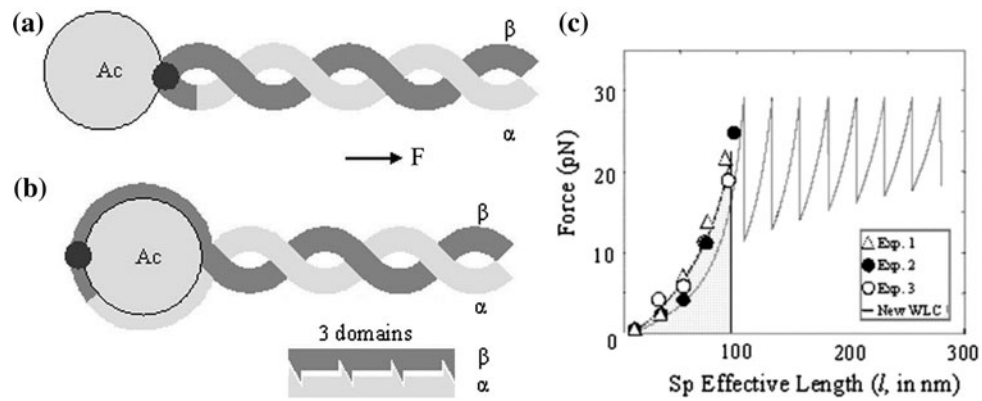 (a)
Ac
β
α
F
(b)
Ac
β
α
3 domains
β
α
(c)
Force (pN)
30
20
10
0
0
100
200
300
Exp. 1
Exp. 2
Exp. 3
New WLC
Sp Effective Length (l, in nm)